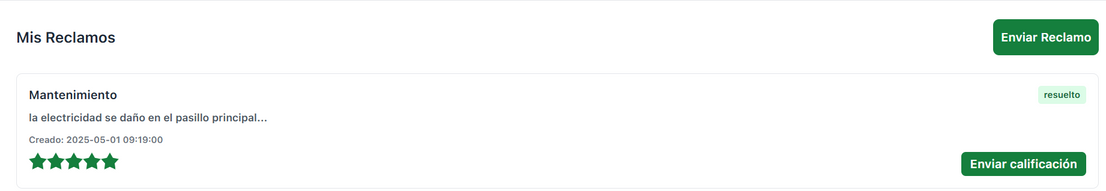 Mis Reclamos
Enviar Reclamo
Mantenimiento
resuelto
la electricidad se daño en el pasillo principal...
Creado: 2025-05-01 09:19:00
Enviar calificación